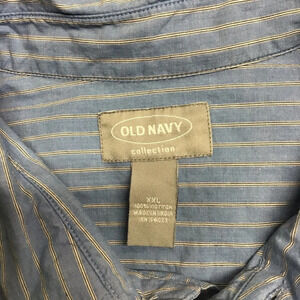 OLD NAVY
collection
XXL
100% COTTON
MADE IN INDIA